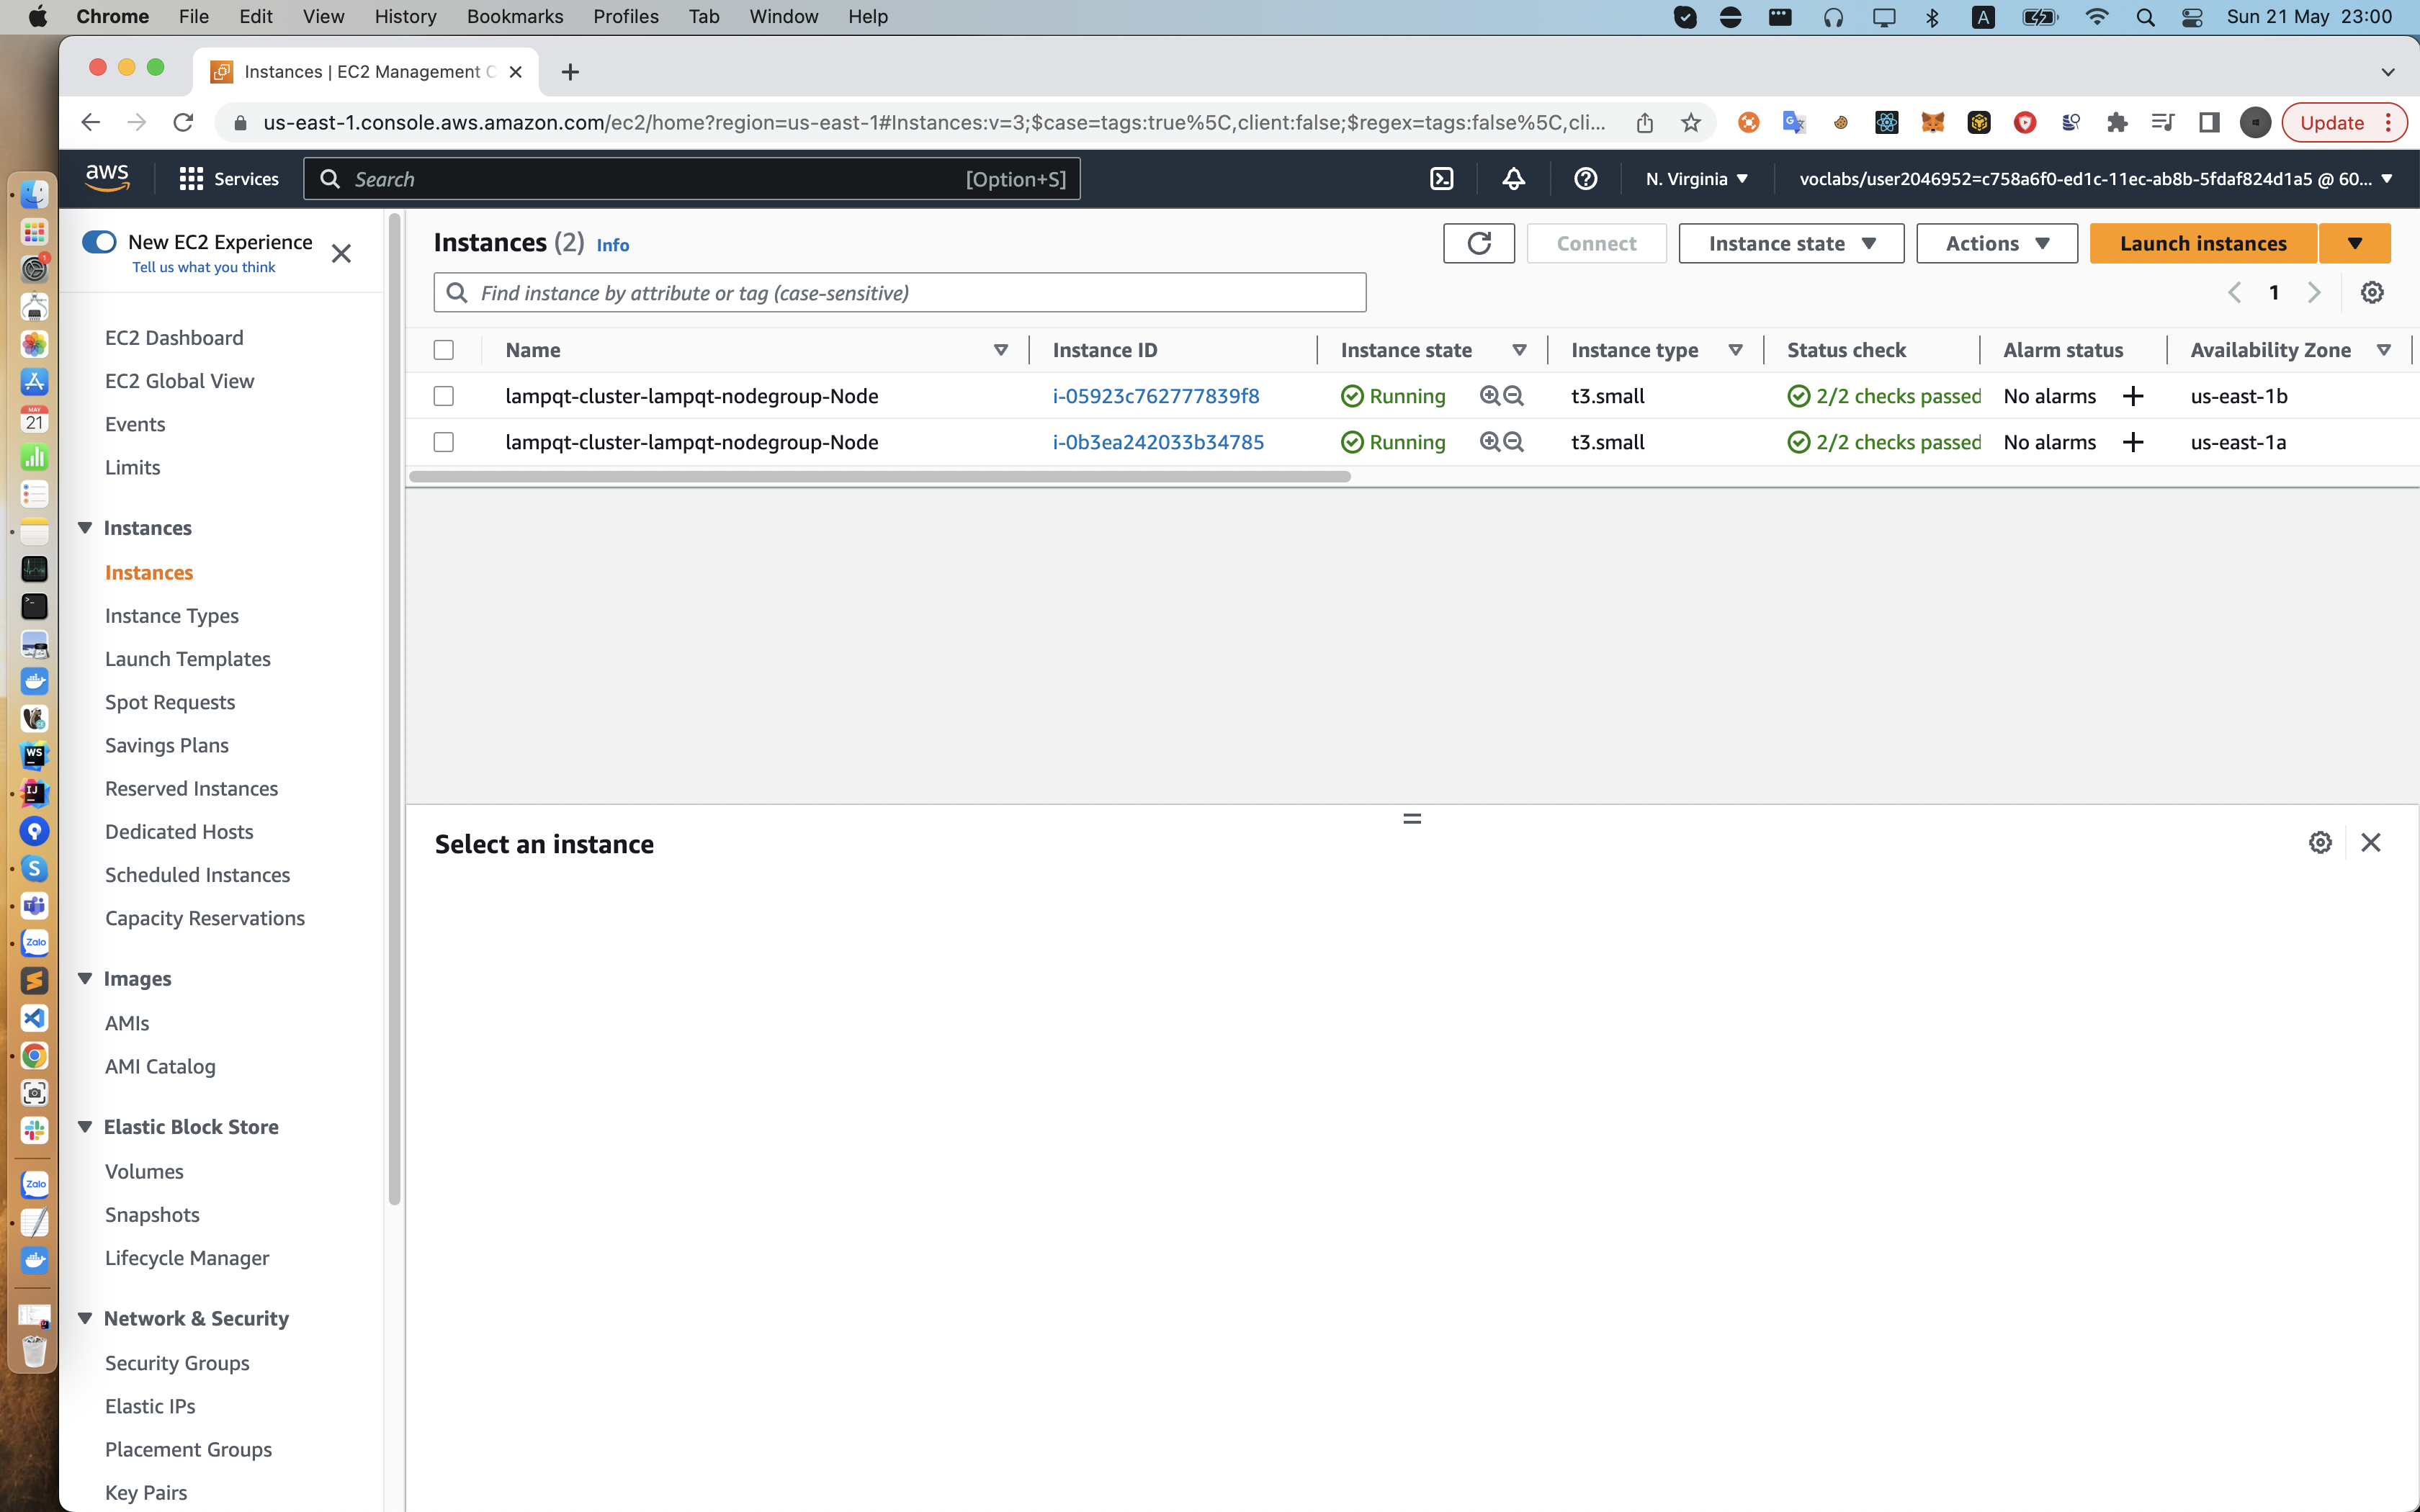 Chrome File Edit View History Bookmarks Profiles Tab Window Help A Sun 21 May 23:00
Instances | EC2 Management C
us-east-1.console.aws.amazon.com/ec2/home?region=us-east-1#Instances:v=3;$case=tags:true%5C,client:false;$regex=tags:false%5C,cli... Update
aws Services Search [Option+S] N. Virginia voclabs/user2046952=c758a6f0-ed1c-11ec-ab8b-5fdaf824d1a5 @ 60...
New EC2 Experience
Tell us what you think
EC2 Dashboard
EC2 Global View
Events
Limits
Instances
Instances
Instance Types
Launch Templates
Spot Requests
Savings Plans
Reserved Instances
Dedicated Hosts
Scheduled Instances
Capacity Reservations
Images
AMIs
AMI Catalog
Elastic Block Store
Volumes
Snapshots
Lifecycle Manager
Network & Security
Security Groups
Elastic IPs
Placement Groups
Key Pairs
Instances (2) Info Connect Instance state Actions Launch instances
Find instance by attribute or tag (case-sensitive) 1
Name Instance ID Instance state Instance type Status check Alarm status Availability Zone
lampqt-cluster-lampqt-nodegroup-Node i-05923c762777839f8 Running t3.small 2/2 checks passed No alarms us-east-1b
lampqt-cluster-lampqt-nodegroup-Node i-0b3ea242033b34785 Running t3.small 2/2 checks passed No alarms us-east-1a
Select an instance
1
MAY
21
WS
IJ
S
Zalo
Zalo